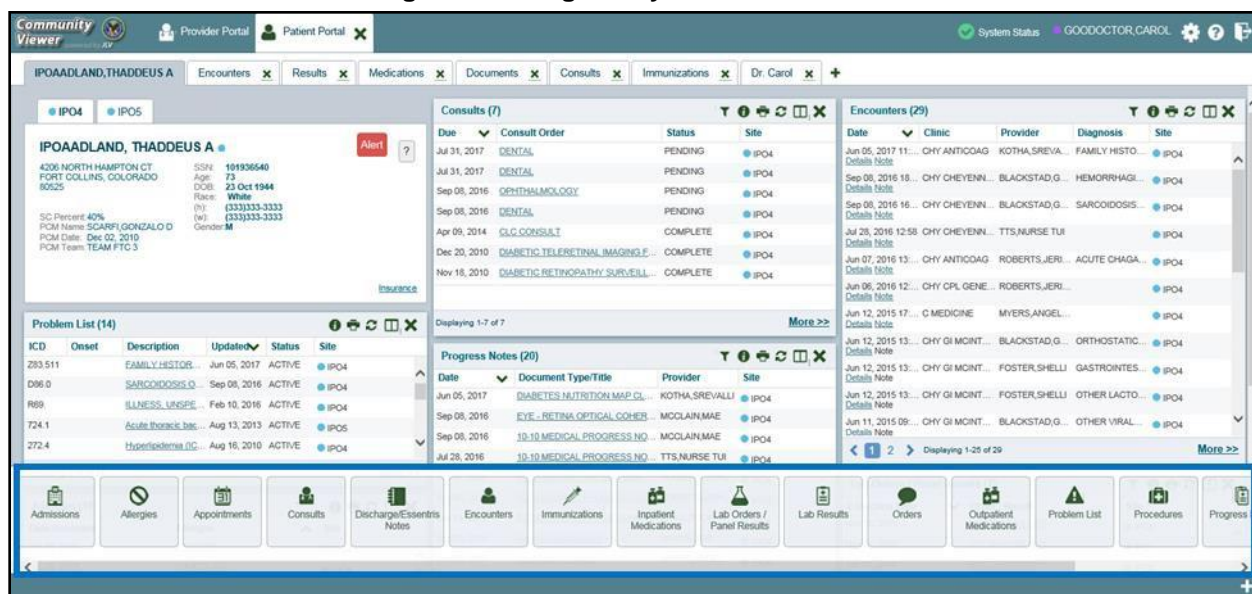 Community Viewer powered by JLV
Provider Portal
Patient Portal
System Status
GOODOCTOR,CAROL
IPOAADLAND,THADDEUS A
Encounters
Results
Medications
Documents
Consults
Immunizations
Dr. Carol
IPO4
IPO5
IPOAADLAND, THADDEUS A
Alert
?
4206 NORTH HAMPTON CT
FORT COLLINS, COLORADO
80525
SSN: 101936540
Age: 73
DOB: 23 Oct 1944
Race: White
(h): (333)333-3333
(w): (333)333-3333
Gender: M
SC Percent: 40%
PCM Name: SCARFI,GONZALO D
PCM Date: Dec 02, 2010
PCM Team: TEAM FTC 3
Insurance
Problem List (14)
ICD Onset Description Updated Status Site
Z83.511 FAMILY HISTOR... Jun 05, 2017 ACTIVE IPO4
D86.0 SARCOIDOSIS O... Sep 08, 2016 ACTIVE IPO4
R69. ILLNESS, UNSPE... Feb 10, 2016 ACTIVE IPO4
724.1 Acute thoracic bac... Aug 13, 2013 ACTIVE IPO5
272.4 Hyperlipidemia (IC... Aug 16, 2010 ACTIVE IPO4
Consults (7)
Due Consult Order Status Site
Jul 31, 2017 DENTAL PENDING IPO4
Jul 31, 2017 DENTAL PENDING IPO4
Sep 08, 2016 OPHTHALMOLOGY PENDING IPO4
Sep 08, 2016 DENTAL PENDING IPO4
Apr 09, 2014 CLC CONSULT COMPLETE IPO4
Dec 20, 2010 DIABETIC TELERETINAL IMAGING F... COMPLETE IPO4
Nov 18, 2010 DIABETIC RETINOPATHY SURVEILL... COMPLETE IPO4
Displaying 1-7 of 7
More >>
Progress Notes (20)
Date Document Type/Title Provider Site
Jun 05, 2017 DIABETES NUTRITION MAP CL... KOTHA,SREVALLI IPO4
Sep 08, 2016 EYE - RETINA OPTICAL COHER... MCCLAIN,MAE IPO4
Sep 08, 2016 10-10 MEDICAL PROGRESS NO... MCCLAIN,MAE IPO4
Jul 28, 2016 10-10 MEDICAL PROGRESS NO... TTS,NURSE TUI IPO4
Encounters (29)
Date Clinic Provider Diagnosis Site
Jun 05, 2017 11:... CHY ANTICOAG KOTHA,SREVA... FAMILY HISTO... IPO4
Details Note
Sep 08, 2016 18... CHY CHEYENN... BLACKSTAD,G... HEMORRHAGI... IPO4
Details Note
Sep 08, 2016 16... CHY CHEYENN... BLACKSTAD,G... SARCOIDOSIS... IPO4
Details Note
Jul 28, 2016 12:58 CHY CHEYENN... TTS,NURSE TUI IPO4
Details Note
Jun 07, 2016 13:... CHY ANTICOAG ROBERTS,JERI... ACUTE CHAGA... IPO4
Details Note
Jun 06, 2016 12:... CHY CPL GENE... ROBERTS,JERI... IPO4
Details Note
Jun 12, 2015 17:... C MEDICINE MYERS,ANGEL... IPO4
Details Note
Jun 12, 2015 13:... CHY GI MCINT... BLACKSTAD,G... ORTHOSTATIC... IPO4
Details Note
Jun 12, 2015 13:... CHY GI MCINT... FOSTER,SHELLI GASTROINTES... IPO4
Details Note
Jun 12, 2015 13:... CHY GI MCINT... FOSTER,SHELLI OTHER LACTO... IPO4
Details Note
Jun 11, 2015 09:... CHY GI MCINT... BLACKSTAD,G... OTHER VIRAL... IPO4
Details Note
1 2 Displaying 1-25 of 29
More >>
Admissions
Allergies
31
Appointments
Consults
Discharge/Essentris
Notes
Encounters
Immunizations
Inpatient
Medications
Lab Orders /
Panel Results
Lab Results
Orders
Outpatient
Medications
Problem List
Procedures
Progress